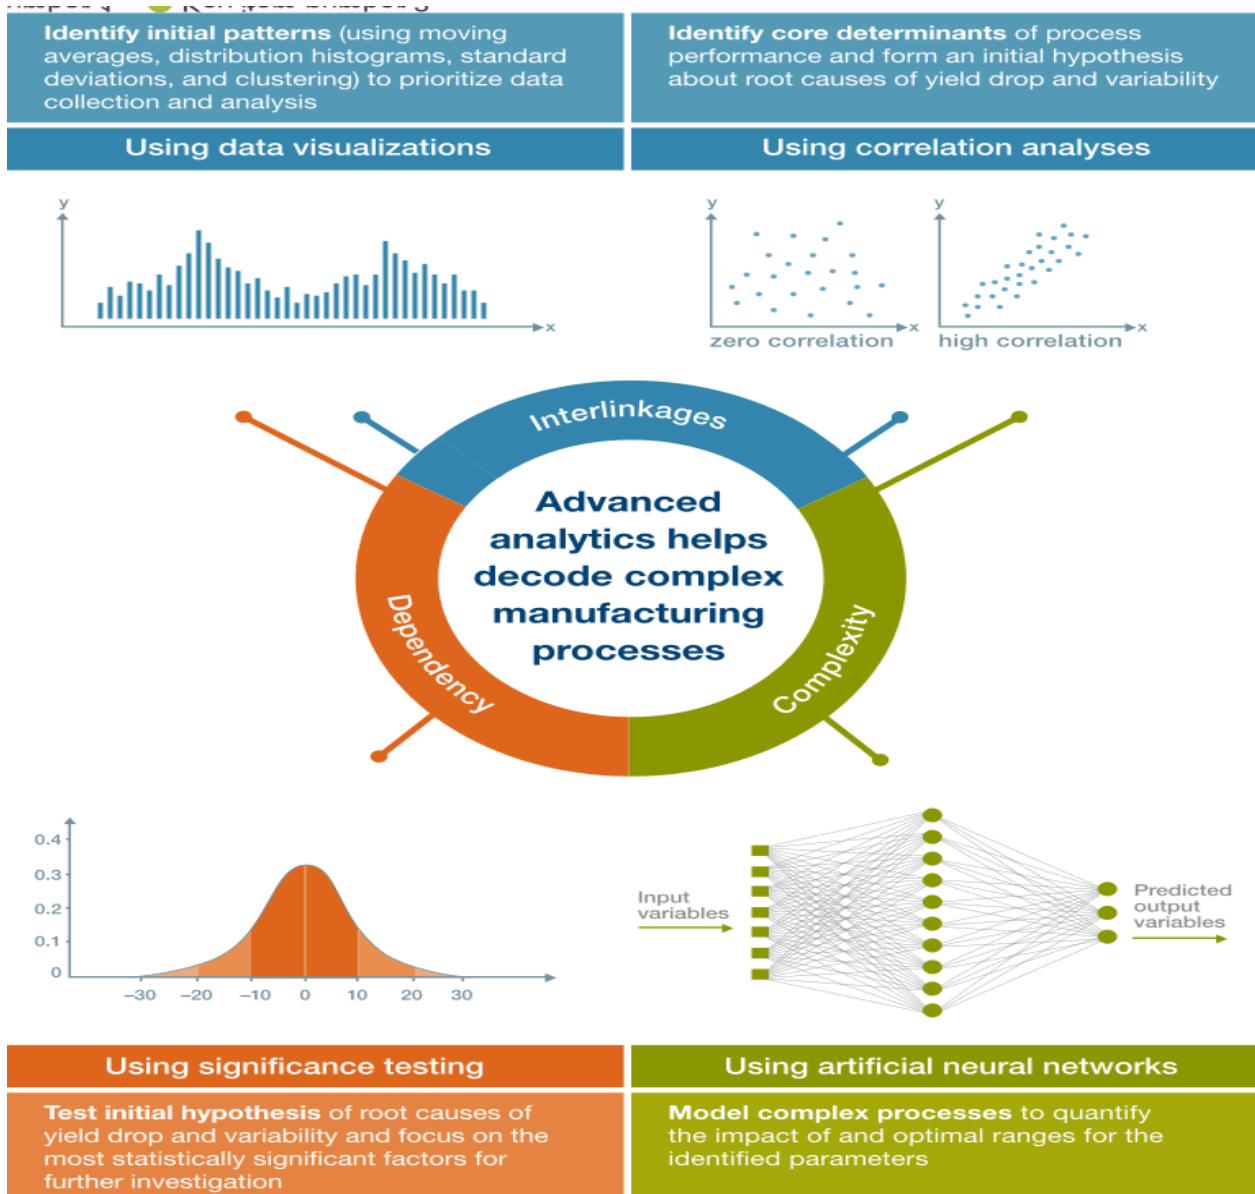 Identify initial patterns (using moving
averages, distribution histograms, standard
deviations, and clustering) to prioritize data
collection and analysis
Identify core determinants of process
performance and form an initial hypothesis
about root causes of yield drop and variability
Using data visualizations
Using correlation analyses
y
x
y
x
zero correlation
y
x
high correlation
Interlinkages
Advanced
analytics helps
decode complex
manufacturing
processes
Dependency
Complexity
0.4
0.3
0.2
0.1
0
–30 –20 –10 0 10 20 30
Input
variables
Predicted
output
variables
Using significance testing
Using artificial neural networks
Test initial hypothesis of root causes of
yield drop and variability and focus on the
most statistically significant factors for
further investigation
Model complex processes to quantify
the impact of and optimal ranges for the
identified parameters